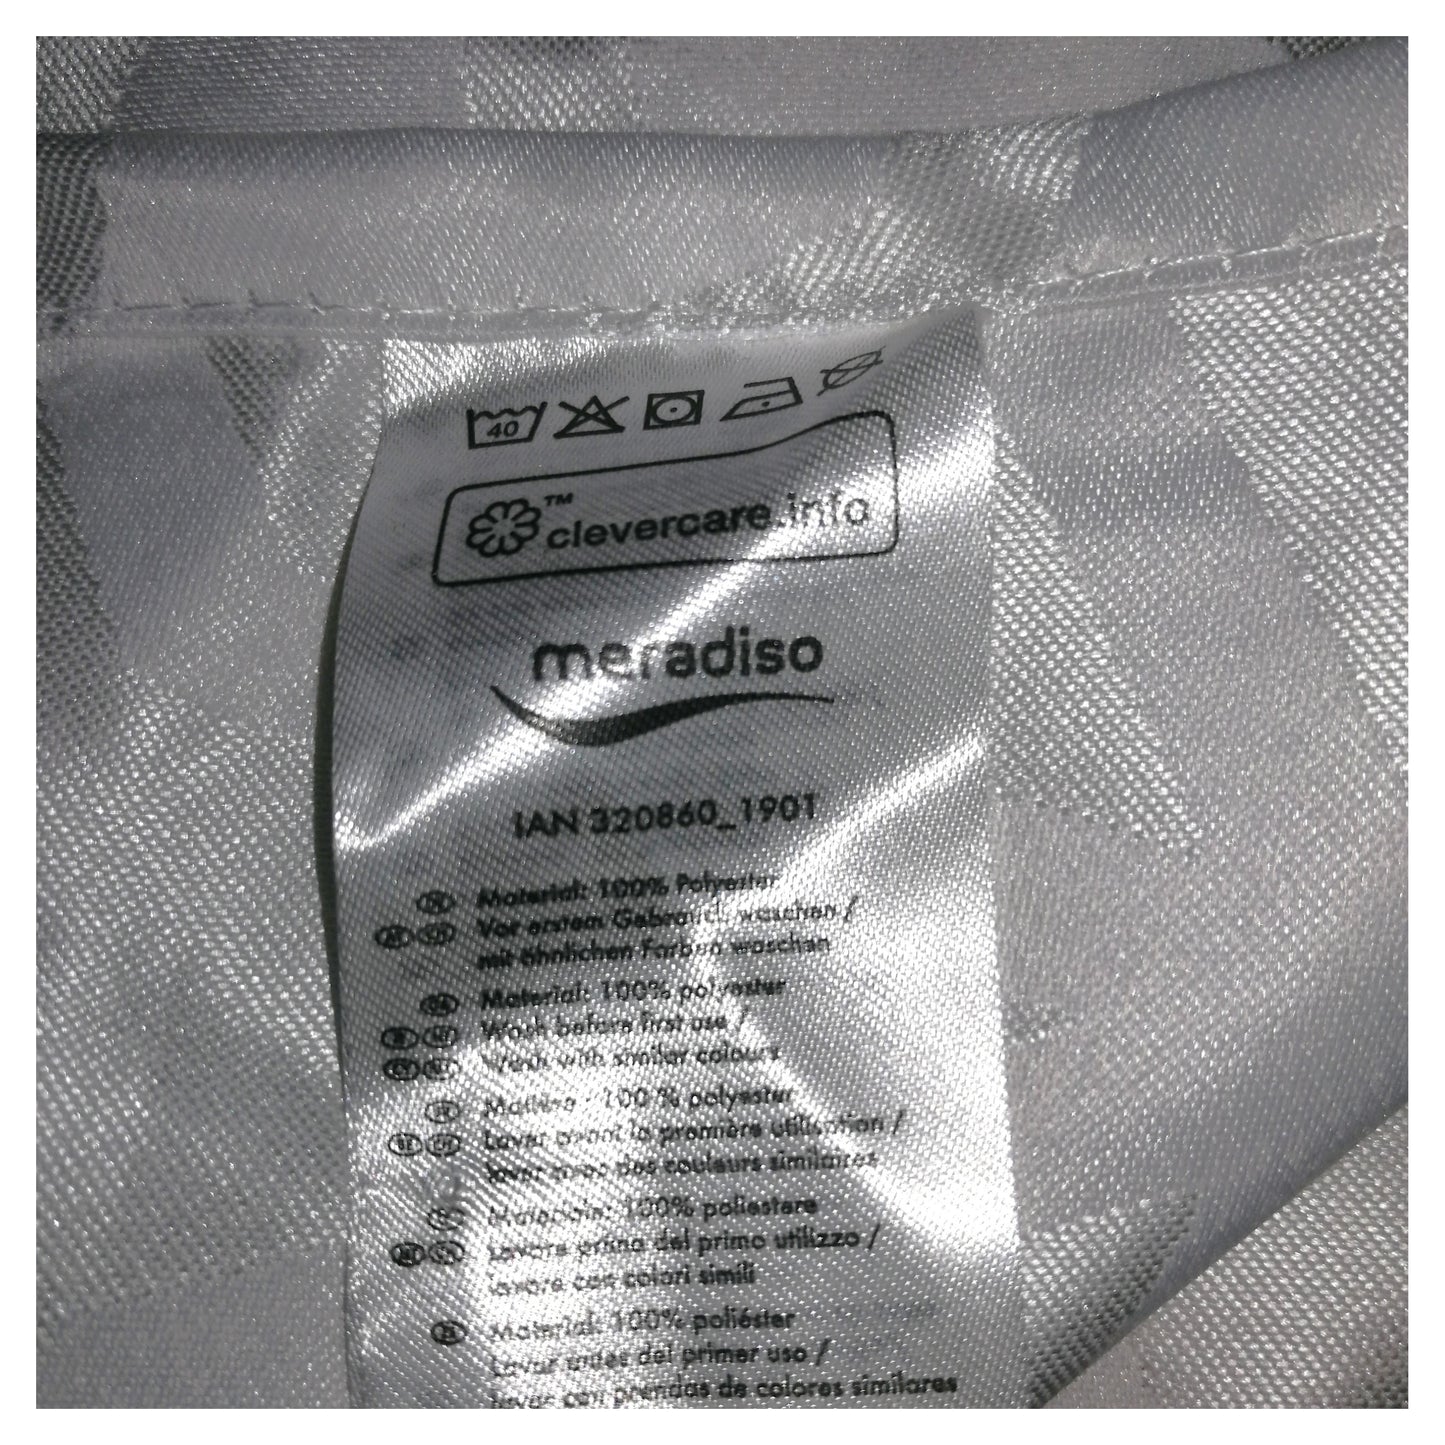 40
™
clevercare.info
meradiso
IAN 320860_1901
Material: 100% Polyester
Vor erstem Gebrauch waschen /
mit ähnlichen Farben waschen
Material: 100% polyester
Wash before first use /
Wash with similar colours
Matière : 100 % polyester
Laver avant la première utilisation /
laver avec des couleurs similaires
Materiale: 100% poliestere
Lavare prima del primo utilizzo /
lavare con colori simili
Material: 100% poliéster
Lavar antes del primer uso /
lavar con prendas de colores similares